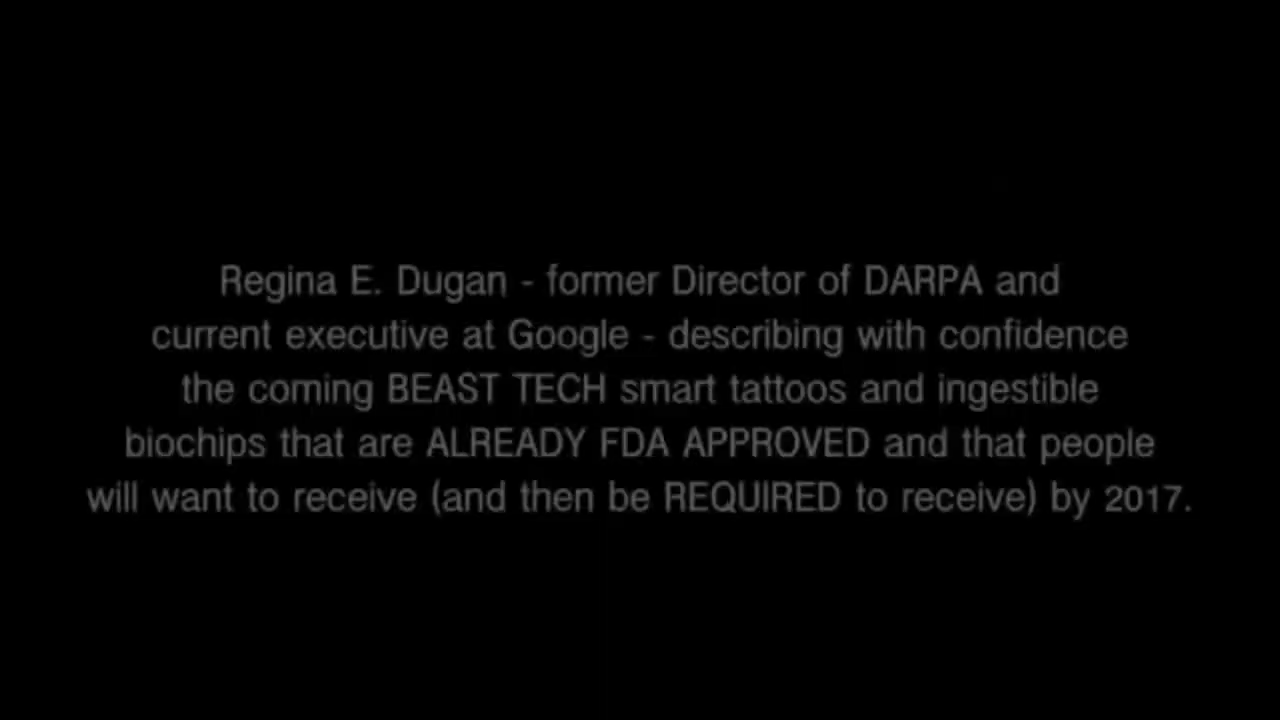 Regina E. Dugan - former Director of DARPA and
current executive at Google - describing with confidence
the coming BEAST TECH smart tattoos and ingestible
biochips that are ALREADY FDA APPROVED and that people
will want to receive (and then be REQUIRED to receive) by 2017.